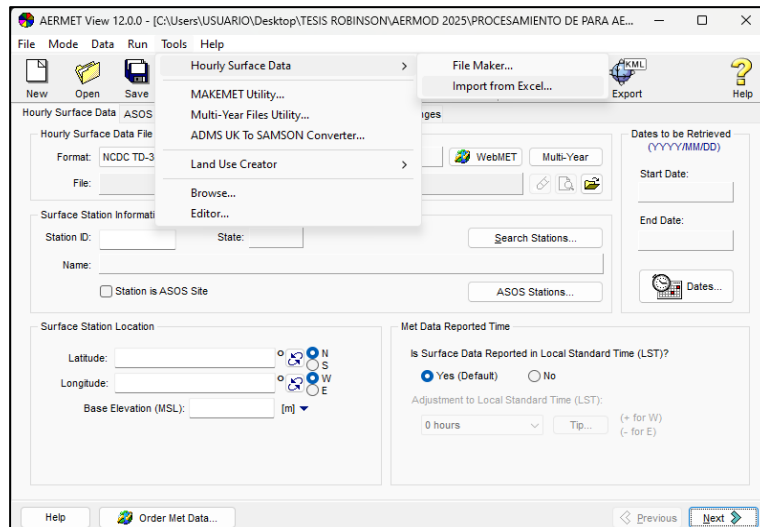 AERMET View 12.0.0 - [C:\Users\USUARIO\Desktop\TESIS ROBINSON\AERMOD 2025\PROCESAMIENTO DE PARA AE...
File Mode Data Run Tools Help
Hourly Surface Data
File Maker...
Import from Excel...
MAKEMET Utility...
Multi-Year Files Utility...
ADMS UK To SAMSON Converter...
Land Use Creator
Browse...
Editor...
New Open Save KML Export Help
Hourly Surface Data ASOS
Hourly Surface Data File
Format: NCDC TD-3 WebMET Multi-Year
File:
Dates to be Retrieved
(YYYY/MM/DD)
Start Date:
End Date:
Dates...
Station ID: State: Search Stations...
Name:
Station is ASOS Site ASOS Stations...
Surface Station Location
Latitude: ° N
S
Longitude: ° W
E
Base Elevation (MSL): [m]
Met Data Reported Time
Is Surface Data Reported in Local Standard Time (LST)?
Yes (Default) No
Adjustment to Local Standard Time (LST):
0 hours Tip... (+ for W)
(- for E)
Help Order Met Data... Previous Next